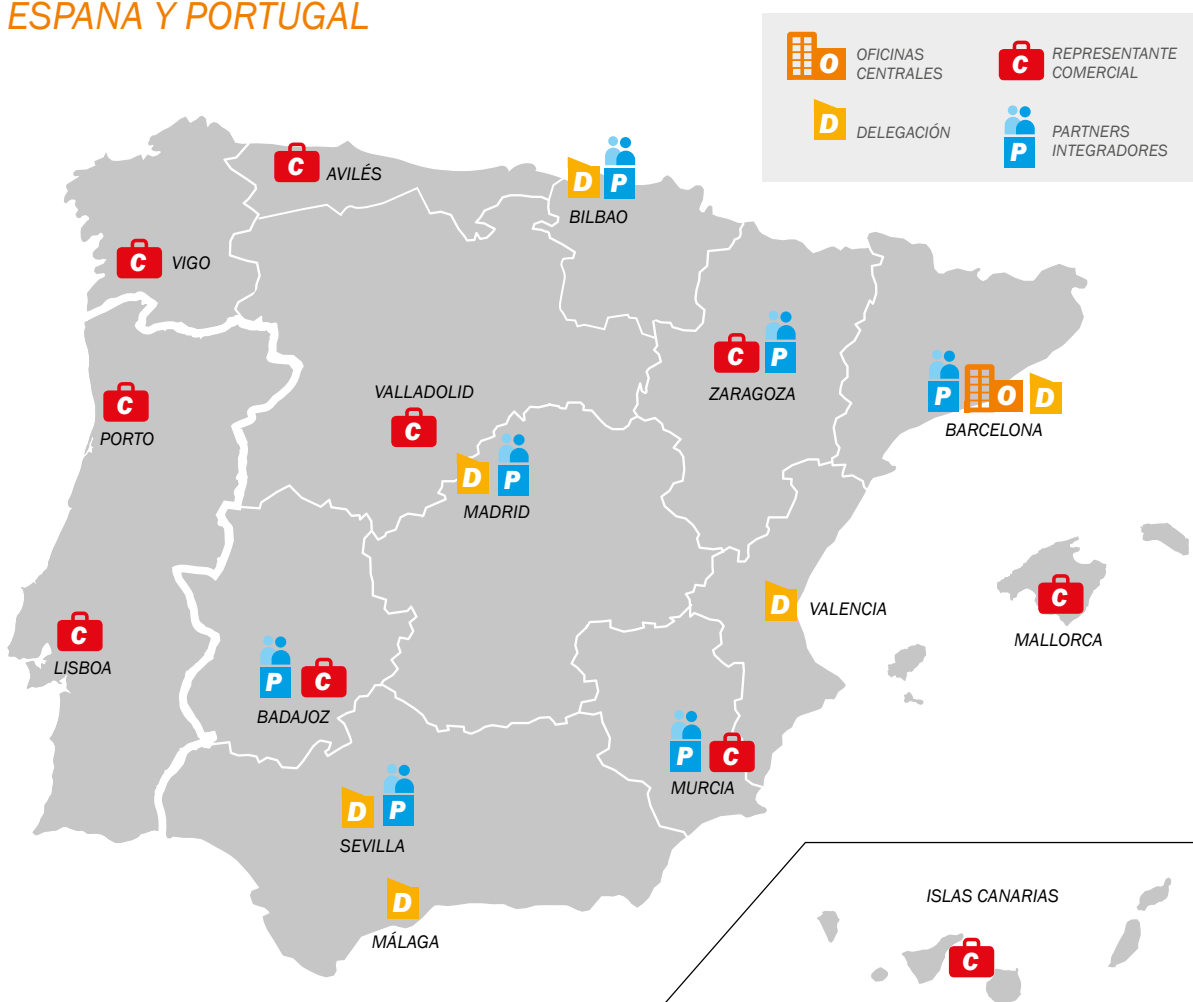 ESPAÑA Y PORTUGAL
O
OFICINAS
CENTRALES
C
REPRESENTANTE
COMERCIAL
D
DELEGACIÓN
P
PARTNERS
INTEGRADORES
C
AVILÉS
D P
BILBAO
C
VIGO
C P
ZARAGOZA
P O D
BARCELONA
C
PORTO
VALLADOLID
C
D P
MADRID
D
VALENCIA
C
MALLORCA
C
LISBOA
P C
BADAJOZ
P C
MURCIA
D P
SEVILLA
D
MÁLAGA
ISLAS CANARIAS
C